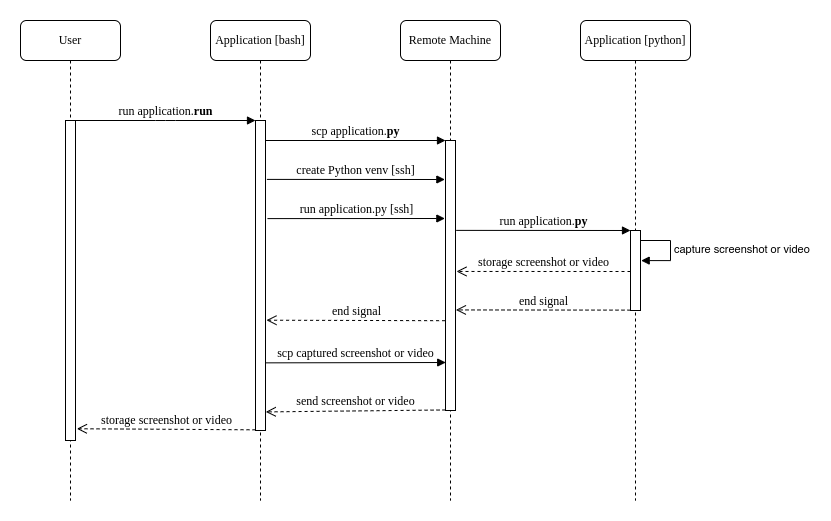 User
Application [bash]
Remote Machine
Application [python]
run application.run
scp application.py
create Python venv [ssh]
run application.py [ssh]
run application.py
capture screenshot or video
storage screenshot or video
end signal
end signal
scp captured screenshot or video
send screenshot or video
storage screenshot or video